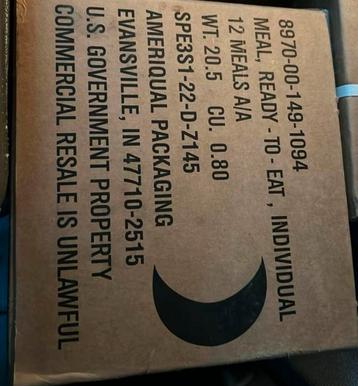 8970-00-149-1094
MEAL, READY - TO - EAT , INDIVIDUAL
12 MEALS A/A
WT. 20.5 CU. 0.80
SPE3S1-22-D-Z145
AMERIQUAL PACKAGING
EVANSVILLE, IN 47710-2515
U.S. GOVERNMENT PROPERTY
COMMERCIAL RESALE IS UNLAWFUL